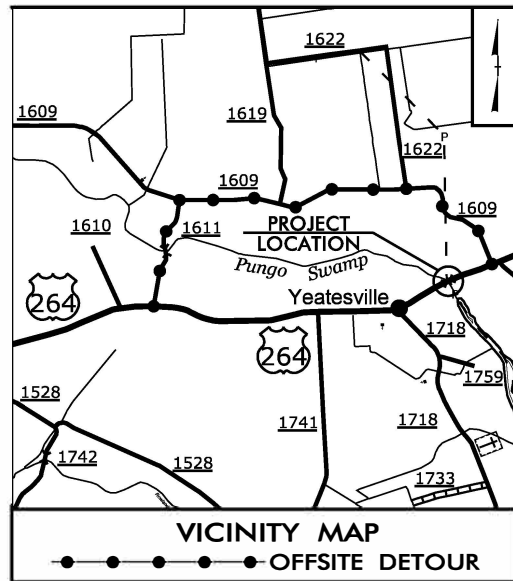 1622
1609
1619
1622
P
1609
1609
1610
1611
PROJECT
LOCATION
Pungo Swamp
264
Yeatesville
264
1718
1759
1528
1741
1718
1742
1528
1733
VICINITY MAP
OFFSITE DETOUR